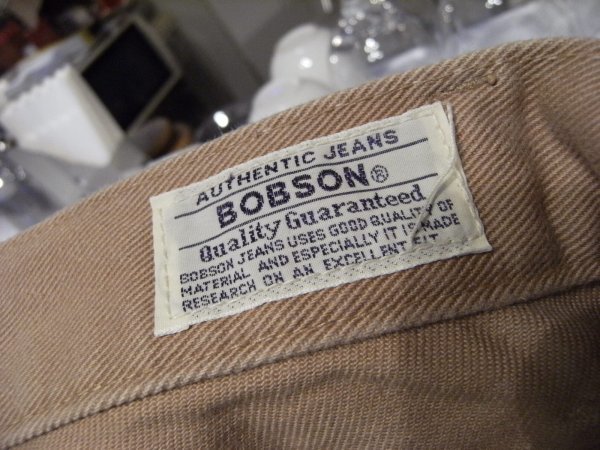 AUTHENTIC JEANS
BOBSON®
Quality Guaranteed
BOBSON JEANS USES GOOD QUALITY OF
MATERIAL AND ESPECIALLY IT IS MADE
RESEARCH ON AN EXCELLENT FIT